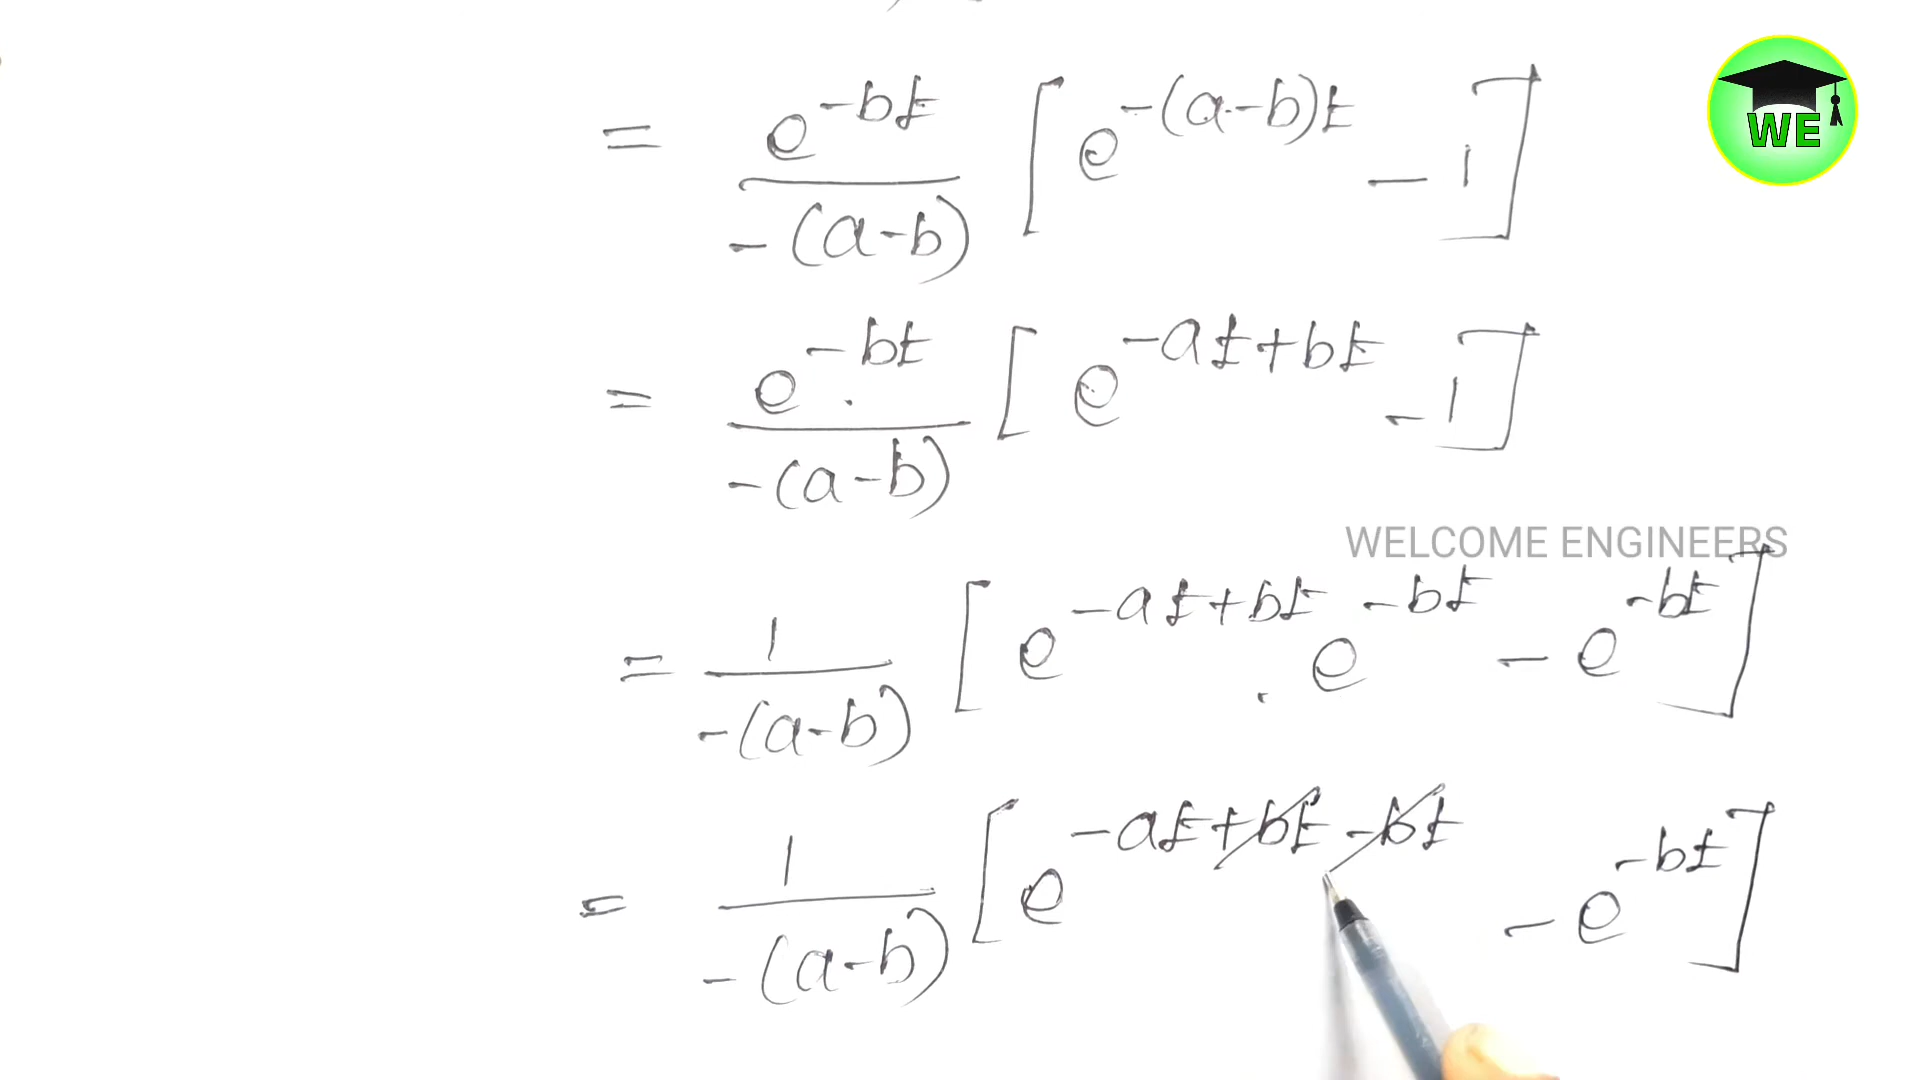 WE
= e^{-bt} / -(a-b) [ e^{-(a-b)t} - 1 ]
= e^{-bt} . / -(a-b) [ e^{-at+bt} - 1 ]
WELCOME ENGINEERS
= 1 / -(a-b) [ e^{-at+bt} . e^{-bt} - e^{-bt} ]
= 1 / -(a-b) [ e^{-at+bt-bt} - e^{-bt} ]